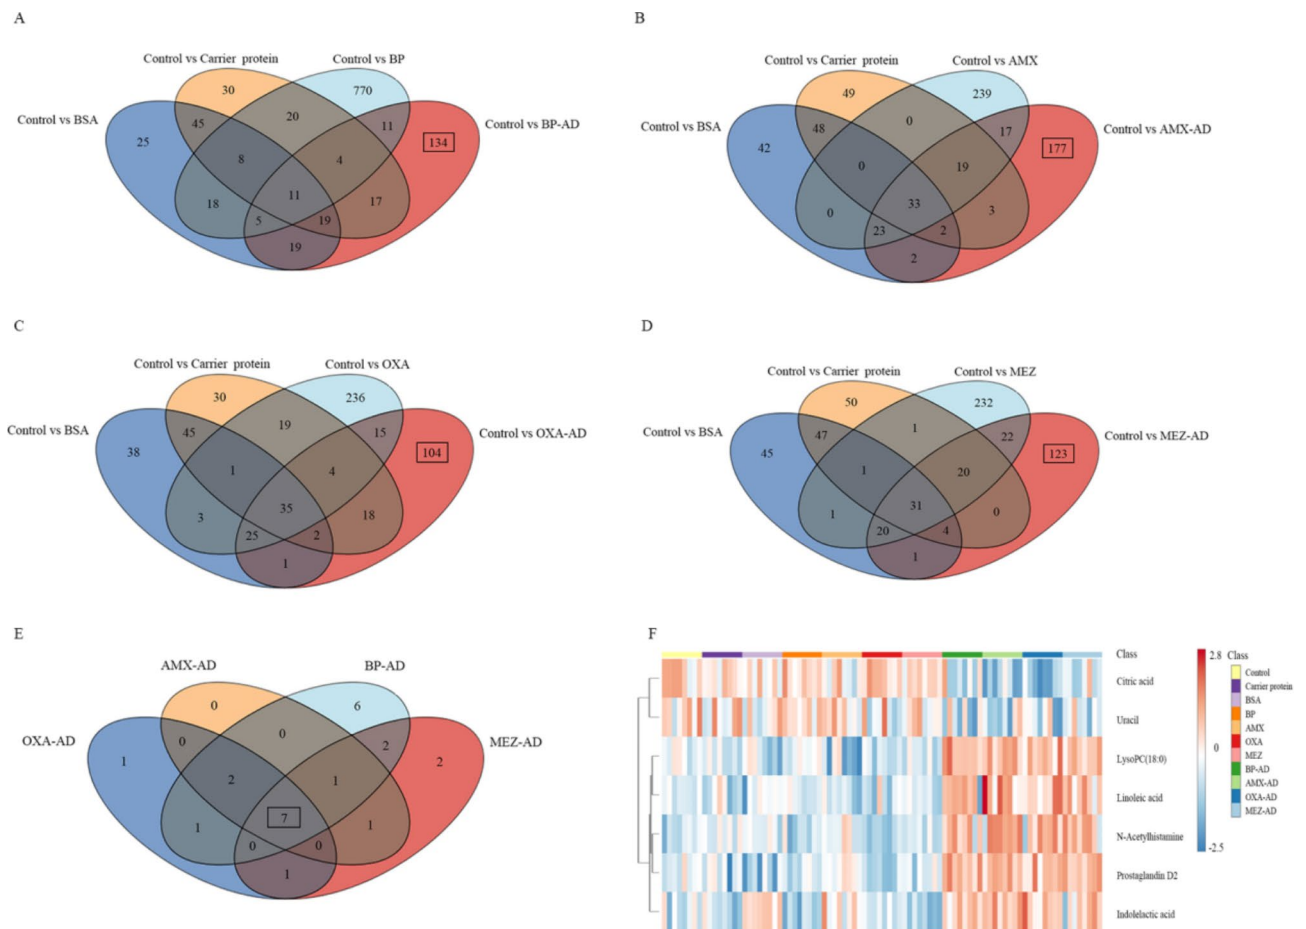 A
Control vs Carrier protein
Control vs BP
Control vs BSA
Control vs BP-AD
30
770
45
20
11
134
25
8
4
18
11
17
5
19
19
B
Control vs Carrier protein
Control vs AMX
Control vs BSA
Control vs AMX-AD
49
239
48
0
17
177
42
0
19
0
33
3
23
2
2
C
Control vs Carrier protein
Control vs OXA
Control vs BSA
Control vs OXA-AD
30
236
45
19
15
104
38
1
4
3
35
18
25
2
1
D
Control vs Carrier protein
Control vs MEZ
Control vs BSA
Control vs MEZ-AD
50
232
47
1
22
123
45
1
20
1
31
0
20
4
1
E
AMX-AD
BP-AD
OXA-AD
MEZ-AD
0
6
0
0
2
2
1
2
1
1
7
1
0
0
1
F
Class
Citric acid
Uracil
LysoPC(18:0)
Linoleic acid
N-Acetylhistamine
Prostaglandin D2
Indolelactic acid
2.8
0
-2.5
Class
Control
Carrier protein
BSA
BP
AMX
OXA
MEZ
BP-AD
AMX-AD
OXA-AD
MEZ-AD